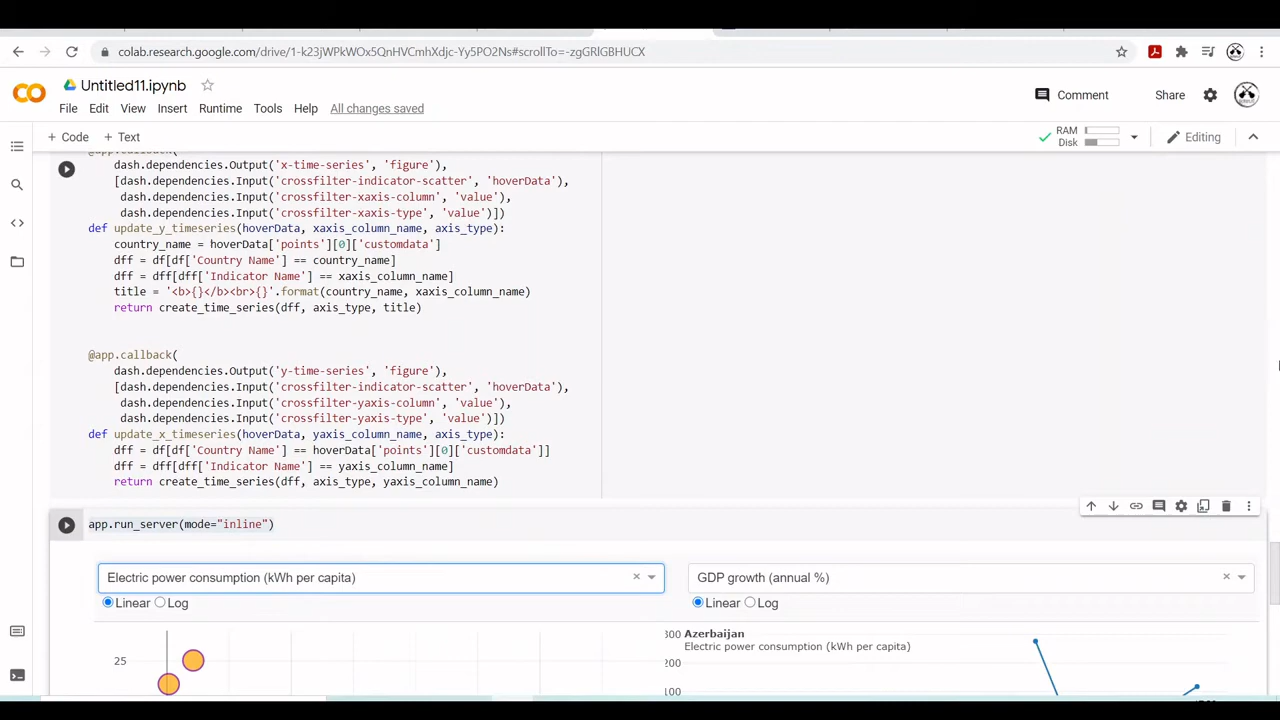 colab.research.google.com/drive/1-k23jWPkWOx5QnHVCmhXdjc-Yy5PO2Ns#scrollTo=-zgGRlGBHUCX
Untitled11.ipynb
File Edit View Insert Runtime Tools Help All changes saved
Comment Share
+ Code + Text
RAM
Disk
Editing
@app.callback(
dash.dependencies.Output('x-time-series', 'figure'),
[dash.dependencies.Input('crossfilter-indicator-scatter', 'hoverData'),
dash.dependencies.Input('crossfilter-xaxis-column', 'value'),
dash.dependencies.Input('crossfilter-xaxis-type', 'value')])
def update_y_timeseries(hoverData, xaxis_column_name, axis_type):
country_name = hoverData['points'][0]['customdata']
dff = df[df['Country Name'] == country_name]
dff = dff[dff['Indicator Name'] == xaxis_column_name]
title = '<b>{}</b><br>{}'.format(country_name, xaxis_column_name)
return create_time_series(dff, axis_type, title)
@app.callback(
dash.dependencies.Output('y-time-series', 'figure'),
[dash.dependencies.Input('crossfilter-indicator-scatter', 'hoverData'),
dash.dependencies.Input('crossfilter-yaxis-column', 'value'),
dash.dependencies.Input('crossfilter-yaxis-type', 'value')])
def update_x_timeseries(hoverData, yaxis_column_name, axis_type):
dff = df[df['Country Name'] == hoverData['points'][0]['customdata']]
dff = dff[dff['Indicator Name'] == yaxis_column_name]
return create_time_series(dff, axis_type, yaxis_column_name)
app.run_server(mode="inline")
Electric power consumption (kWh per capita)
GDP growth (annual %)
Linear Log
Linear Log
25
300
Azerbaijan
Electric power consumption (kWh per capita)
200
100